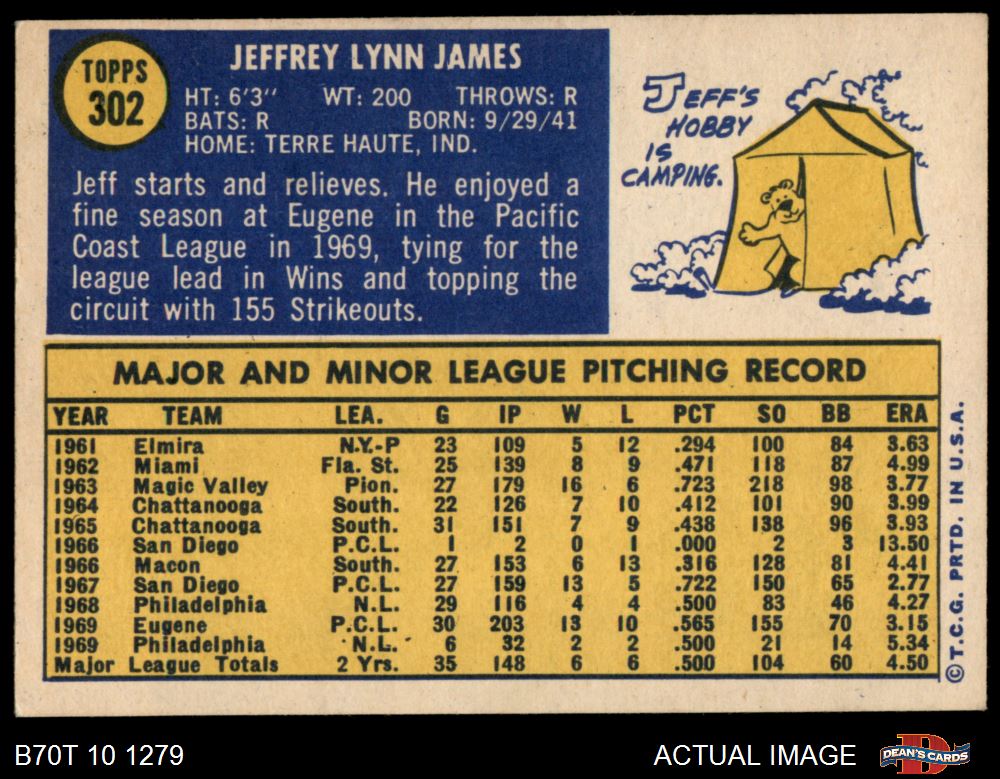 TOPPS
302
JEFFREY LYNN JAMES
HT: 6'3" WT: 200 THROWS: R
BATS: R BORN: 9/29/41
HOME: TERRE HAUTE, IND.
Jeff starts and relieves. He enjoyed a
fine season at Eugene in the Pacific
Coast League in 1969, tying for the
league lead in Wins and topping the
circuit with 155 Strikeouts.
JEFF'S
HOBBY
IS
CAMPING.
MAJOR AND MINOR LEAGUE PITCHING RECORD
YEAR TEAM LEA. G IP W L PCT SO BB ERA
1961 Elmira N.Y.-P 23 109 5 12 .294 100 84 3.63
1962 Miami Fla. St. 25 139 8 9 .471 118 87 4.99
1963 Magic Valley Pion. 27 179 16 6 .723 218 98 3.77
1964 Chattanooga South. 22 126 7 10 .412 101 90 3.99
1965 Chattanooga South. 31 151 7 9 .438 138 96 3.93
1966 San Diego P.C.L. 1 2 0 1 .000 2 3 13.50
1966 Macon South. 27 153 6 13 .316 128 81 4.41
1967 San Diego P.C.L. 27 159 13 5 .722 150 65 2.77
1968 Philadelphia N.L. 29 116 4 4 .500 83 46 4.27
1969 Eugene P.C.L. 30 203 13 10 .565 155 70 3.15
1969 Philadelphia N.L. 6 32 2 2 .500 21 14 5.34
Major League Totals 2 Yrs. 35 148 6 6 .500 104 60 4.50
© T.C.G. PRTD. IN U.S.A.
B70T 10 1279
ACTUAL IMAGE
DEAN'S CARDS